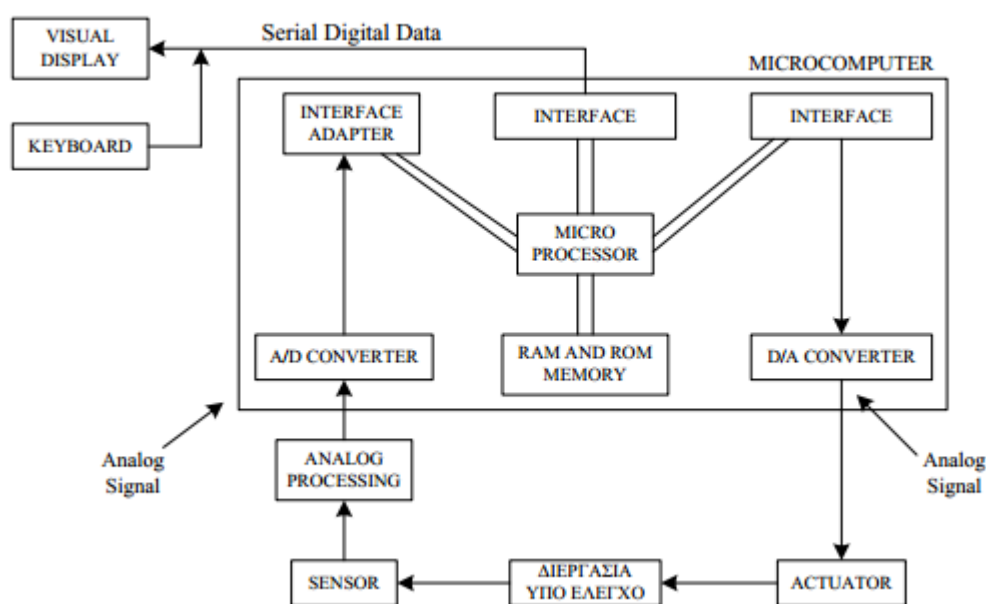 VISUAL
DISPLAY
Serial Digital Data
MICROCOMPUTER
KEYBOARD
INTERFACE
ADAPTER
INTERFACE
INTERFACE
MICRO
PROCESSOR
A/D CONVERTER
RAM AND ROM
MEMORY
D/A CONVERTER
Analog
Signal
ANALOG
PROCESSING
Analog
Signal
SENSOR
ΔΙΕΡΓΑΣΙΑ
ΥΠΟ ΕΛΕΓΧΟ
ACTUATOR